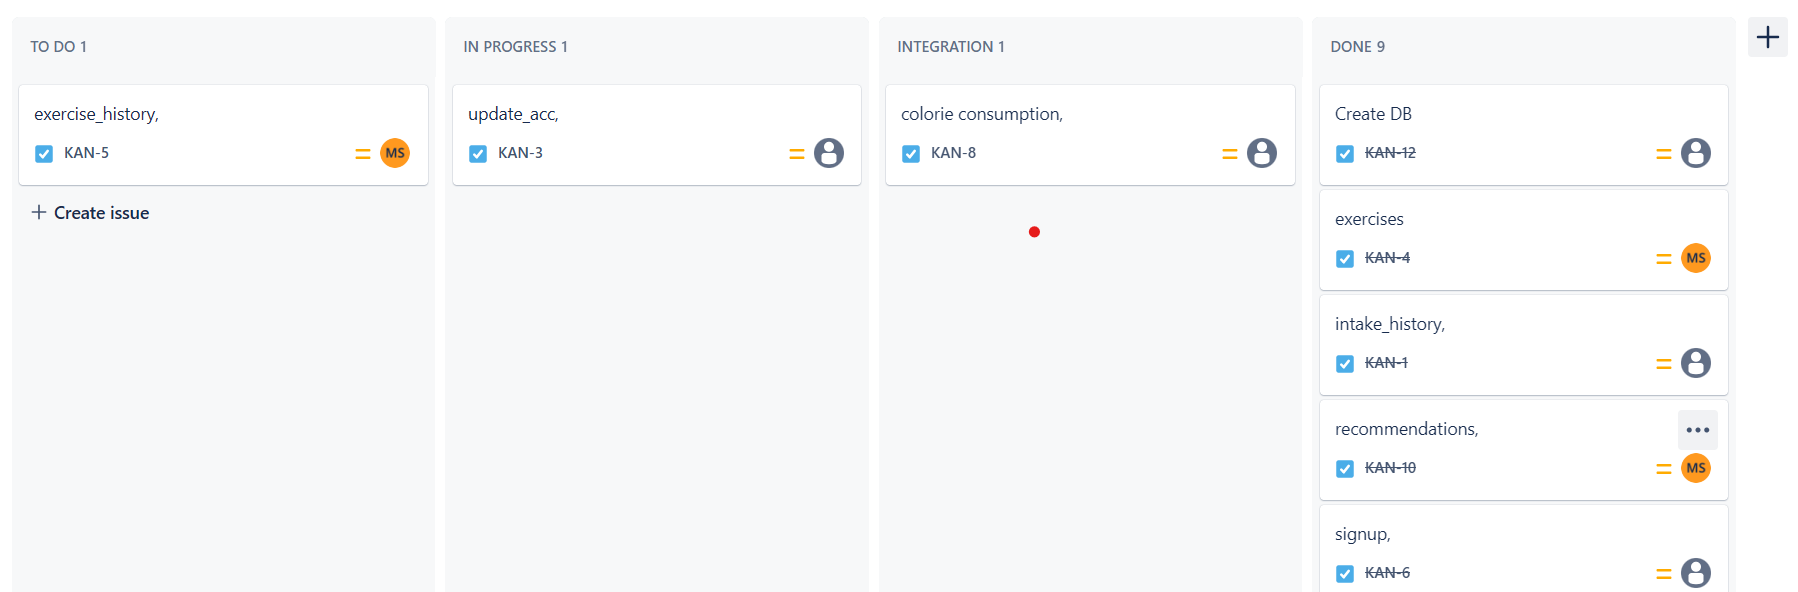 TO DO 1
exercise_history,
KAN-5
MS
Create issue
IN PROGRESS 1
update_acc,
KAN-3
INTEGRATION 1
colorie consumption,
KAN-8
DONE 9
Create DB
KAN-12
exercises
KAN-4
MS
intake_history,
KAN-1
recommendations,
KAN-10
MS
signup,
KAN-6